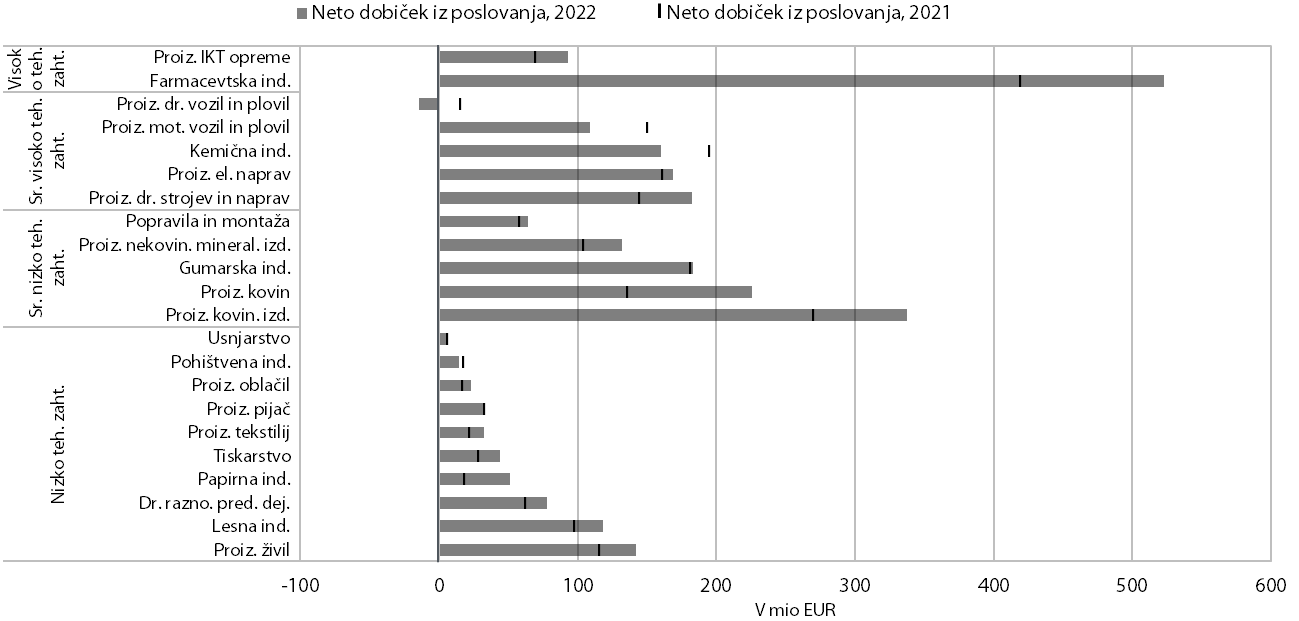 Neto dobiček iz poslovanja, 2022
Neto dobiček iz poslovanja, 2021
Visok
o teh.
zaht.
Proiz. IKT opreme
Farmacevtska ind.
Sr. visoko teh.
zaht.
Proiz. dr. vozil in plovil
Proiz. mot. vozil in plovil
Kemična ind.
Proiz. el. naprav
Proiz. dr. strojev in naprav
Sr. nizko teh.
zaht.
Popravila in montaža
Proiz. nekovin. mineral. izd.
Gumarska ind.
Proiz. kovin
Proiz. kovin. izd.
Nizko teh. zaht.
Usnjarstvo
Pohištvena ind.
Proiz. oblačil
Proiz. pijač
Proiz. tekstilij
Tiskarstvo
Papirna ind.
Dr. razno. pred. dej.
Lesna ind.
Proiz. živil
-100 0 100 200 300 400 500 600
V mio EUR